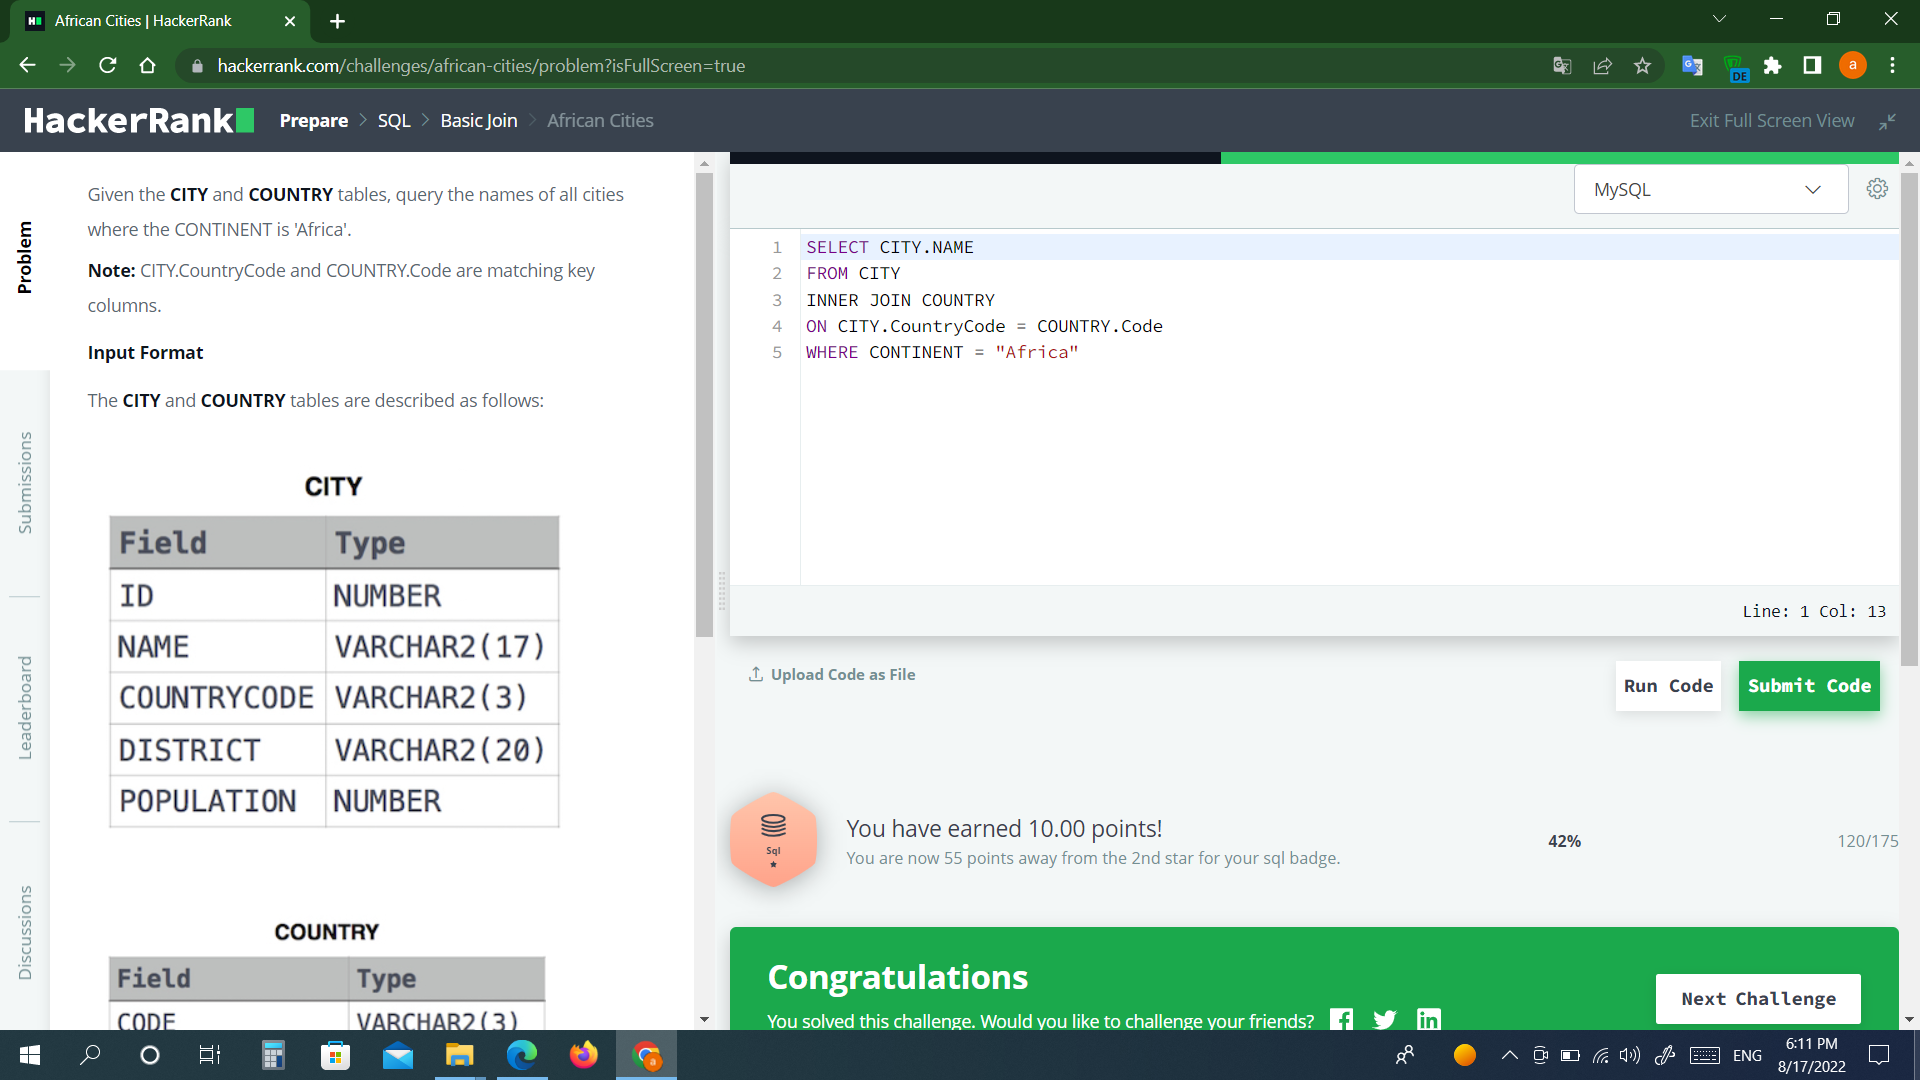 African Cities | HackerRank
hackerrank.com/challenges/african-cities/problem?isFullScreen=true
DE
a
HackerRank
Prepare > SQL > Basic Join > African Cities
Exit Full Screen View
Problem
Submissions
Leaderboard
Discussions
Given the CITY and COUNTRY tables, query the names of all cities
where the CONTINENT is 'Africa'.
Note: CITY.CountryCode and COUNTRY.Code are matching key
columns.
Input Format
The CITY and COUNTRY tables are described as follows:
CITY
Field Type
ID NUMBER
NAME VARCHAR2(17)
COUNTRYCODE VARCHAR2(3)
DISTRICT VARCHAR2(20)
POPULATION NUMBER
COUNTRY
Field Type
CODE VARCHAR2(3)
MySQL
1 SELECT CITY.NAME
2 FROM CITY
3 INNER JOIN COUNTRY
4 ON CITY.CountryCode = COUNTRY.Code
5 WHERE CONTINENT = "Africa"
Line: 1 Col: 13
Upload Code as File
Run Code
Submit Code
Sql
You have earned 10.00 points!
You are now 55 points away from the 2nd star for your sql badge.
42%
120/175
Congratulations
You solved this challenge. Would you like to challenge your friends?
Next Challenge
ENG
6:11 PM
8/17/2022